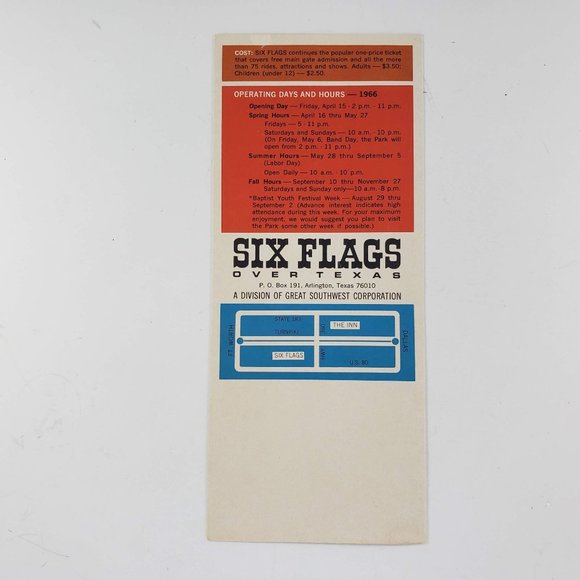 COST: SIX FLAGS continues the popular one-price ticket
that covers free main gate admission and all the more
than 75 rides, attractions and shows. Adults — $3.50;
Children (under 12) — $2.50.
OPERATING DAYS AND HOURS — 1966
Opening Day — Friday, April 15 - 2 p.m. - 11 p.m.
Spring Hours — April 16 thru May 27
Fridays — 5 - 11 p.m.
Saturdays and Sundays — 10 a.m. - 10 p.m.
(On Friday, May 6, Band Day, the Park will
open from 2 p.m. - 11 p.m.)
Summer Hours — May 28 thru September 5
(Labor Day)
Open Daily — 10 a.m. - 10 p.m.
Fall Hours — September 10 thru November 27
Saturdays and Sunday only—10 a.m.-8 p.m.
*Baptist Youth Festival Week — August 29 thru
September 2 (Advance interest indicates high
attendance during this week. For your maximum
enjoyment, we would suggest you plan to visit
the Park some other week if possible.)
SIX FLAGS
OVER TEXAS
P. O. Box 191, Arlington, Texas 76010
A DIVISION OF GREAT SOUTHWEST CORPORATION
STATE 183
THE INN
TURNPIKE
FT. WORTH
DALLAS
SIX FLAGS
HWY
U.S. 80